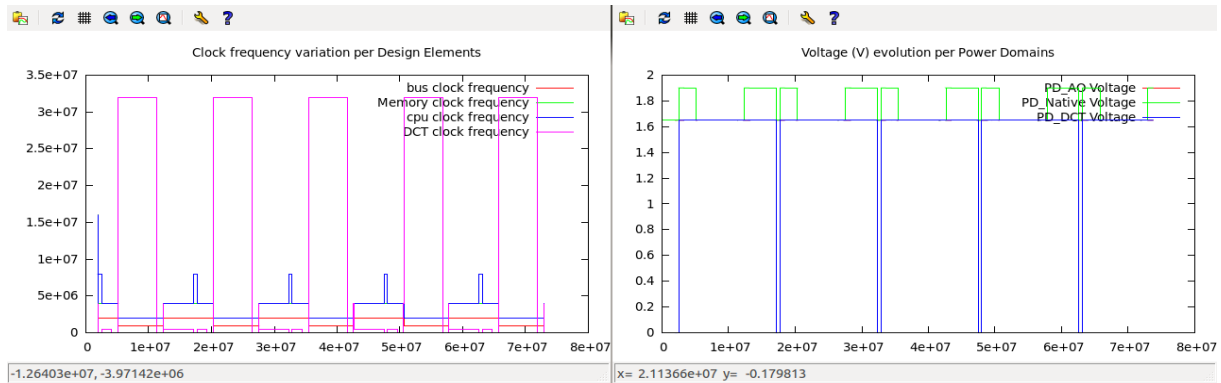 Clock frequency variation per Design Elements
3.5e+07
3e+07
2.5e+07
2e+07
1.5e+07
1e+07
5e+06
0
bus clock frequency
Memory clock frequency
cpu clock frequency
DCT clock frequency
0 1e+07 2e+07 3e+07 4e+07 5e+07 6e+07 7e+07 8e+07
-1.26403e+07, -3.97142e+06
Voltage (V) evolution per Power Domains
2
1.8
1.6
1.4
1.2
1
0.8
0.6
0.4
0.2
0
PD_AO Voltage
PD_Native Voltage
PD_DCT Voltage
0 1e+07 2e+07 3e+07 4e+07 5e+07 6e+07 7e+07 8e+07
x= 2.11366e+07 y= -0.179813